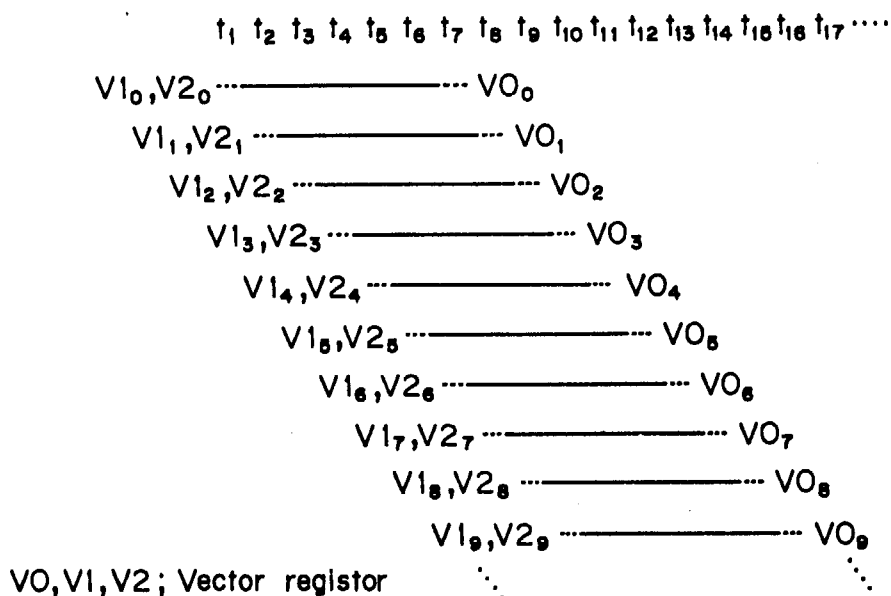 t₁ t₂ t₃ t₄ t₅ t₆ t₇ t₈ t₉ t₁₀ t₁₁ t₁₂ t₁₃ t₁₄ t₁₅ t₁₆ t₁₇ ····
V1₀,V2₀ ···—··· VO₀
V1₁,V2₁ ···—··· VO₁
V1₂,V2₂ ···—··· VO₂
V1₃,V2₃ ···—··· VO₃
V1₄,V2₄ ···—··· VO₄
V1₅,V2₅ ···—··· VO₅
V1₆,V2₆ ···—··· VO₆
V1₇,V2₇ ···—··· VO₇
V1₈,V2₈ ···—··· VO₈
V1₉,V2₉ ···—··· VO₉
VO,V1,V2; Vector registor